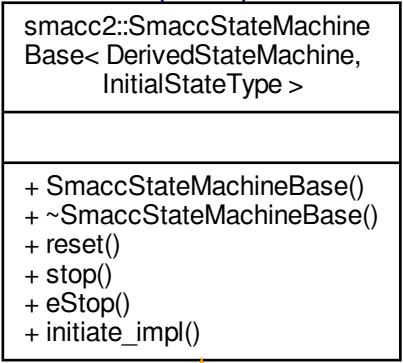 smacc2::SmaccStateMachine
Base< DerivedStateMachine,
InitialStateType >
+ SmaccStateMachineBase()
+ ~SmaccStateMachineBase()
+ reset()
+ stop()
+ eStop()
+ initiate_impl()